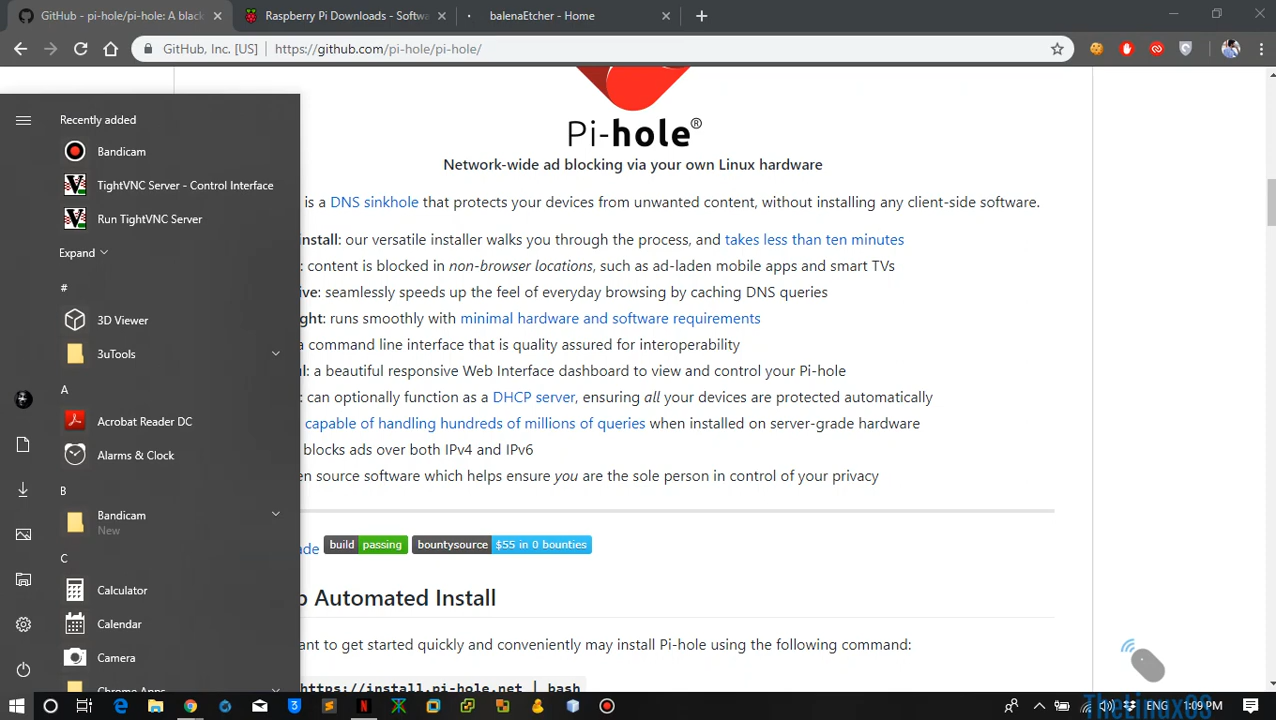 GitHub - pi-hole/pi-hole: A black
Raspberry Pi Downloads - Softwa
balenaEtcher - Home
GitHub, Inc. [US]
https://github.com/pi-hole/pi-hole/
Pi-hole®
Network-wide ad blocking via your own Linux hardware
is a DNS sinkhole that protects your devices from unwanted content, without installing any client-side software.
install: our versatile installer walks you through the process, and takes less than ten minutes
: content is blocked in non-browser locations, such as ad-laden mobile apps and smart TVs
ive: seamlessly speeds up the feel of everyday browsing by caching DNS queries
ght: runs smoothly with minimal hardware and software requirements
a command line interface that is quality assured for interoperability
l: a beautiful responsive Web Interface dashboard to view and control your Pi-hole
: can optionally function as a DHCP server, ensuring all your devices are protected automatically
capable of handling hundreds of millions of queries when installed on server-grade hardware
blocks ads over both IPv4 and IPv6
en source software which helps ensure you are the sole person in control of your privacy
ade
build passing
bountysource $55 in 0 bounties
p Automated Install
ant to get started quickly and conveniently may install Pi-hole using the following command:
https://install.pi-hole.net | bash
Recently added
Bandicam
TightVNC Server - Control Interface
Run TightVNC Server
Expand
#
3D Viewer
3uTools
A
Acrobat Reader DC
Alarms & Clock
B
Bandicam
New
C
Calculator
Calendar
Camera
Chrome Apps
TheLinuxOS
ENG
1:09 PM